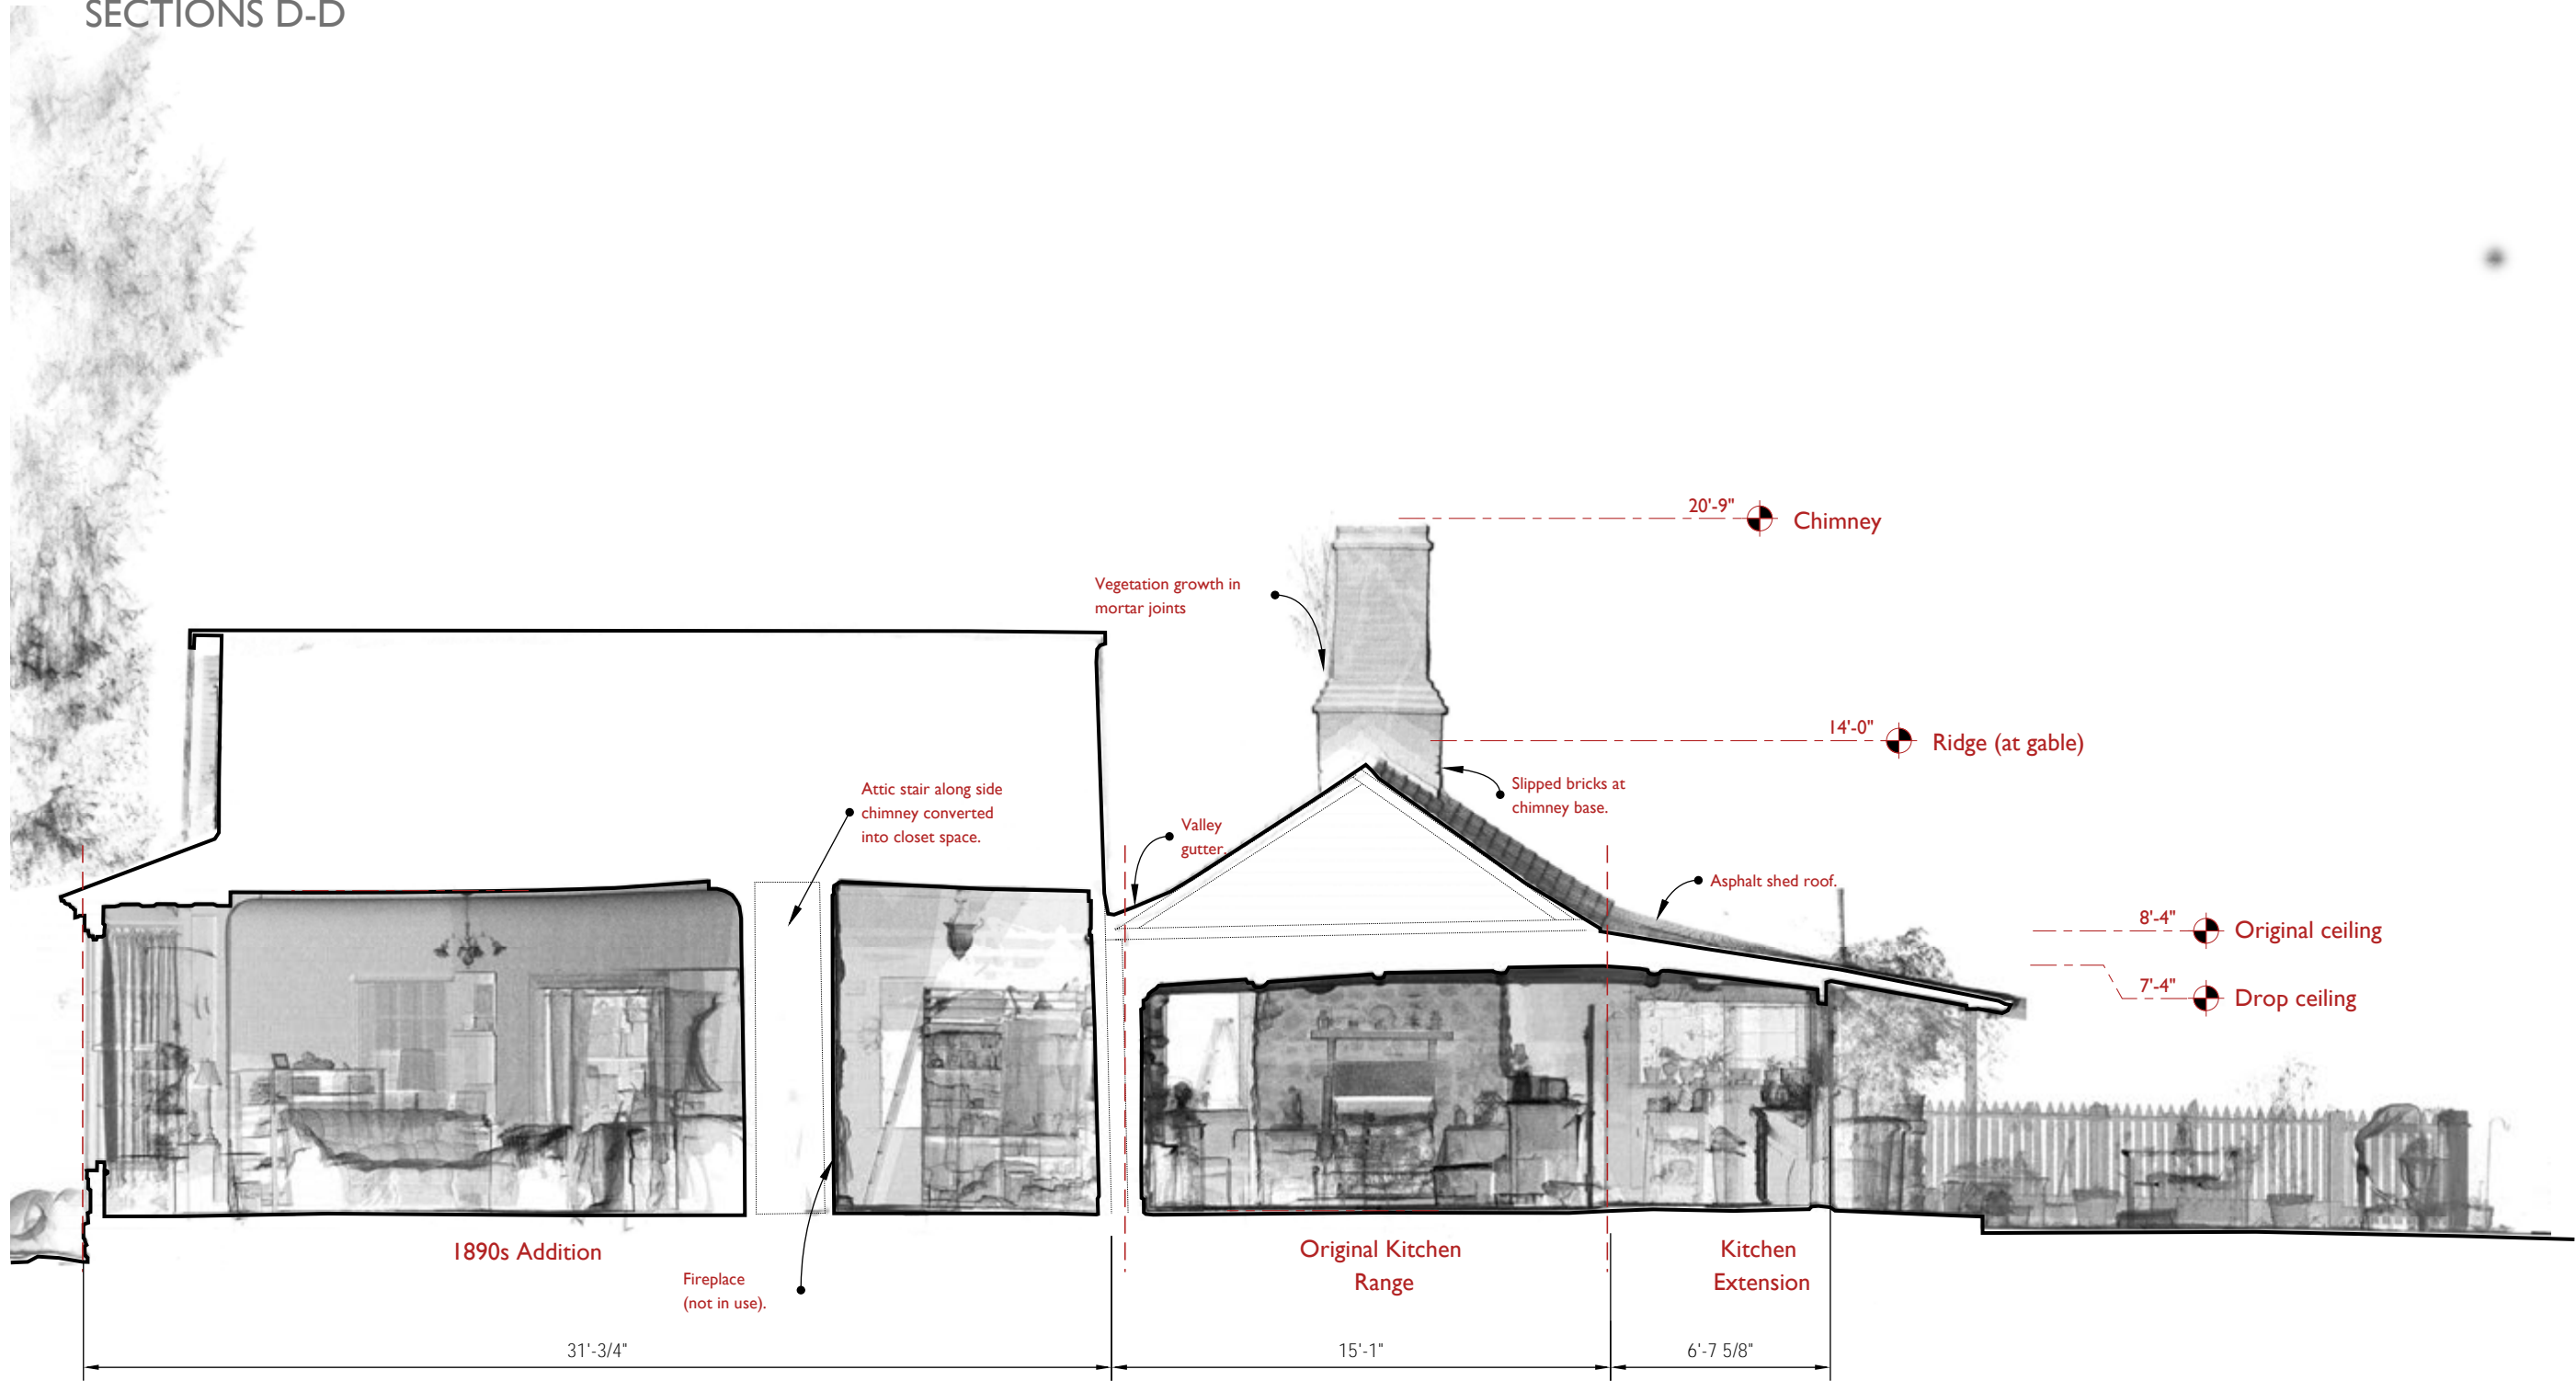 SECTIONS D-D
20'-9"
Chimney
Vegetation growth in
mortar joints
14'-0"
Ridge (at gable)
Slipped bricks at
chimney base.
Attic stair along side
chimney converted
into closet space.
Valley
gutter.
Asphalt shed roof.
8'-4"
Original ceiling
7'-4"
Drop ceiling
1890s Addition
Original Kitchen
Range
Kitchen
Extension
Fireplace
(not in use).
31'-3/4"
15'-1"
6'-7 5/8"